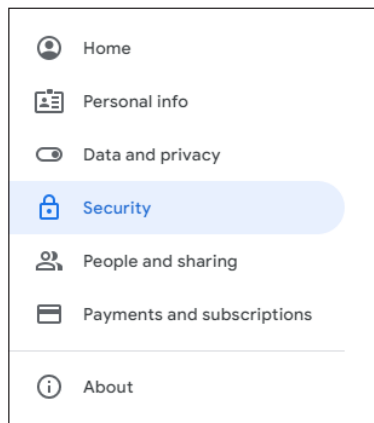 Home
Personal info
Data and privacy
Security
People and sharing
Payments and subscriptions
About